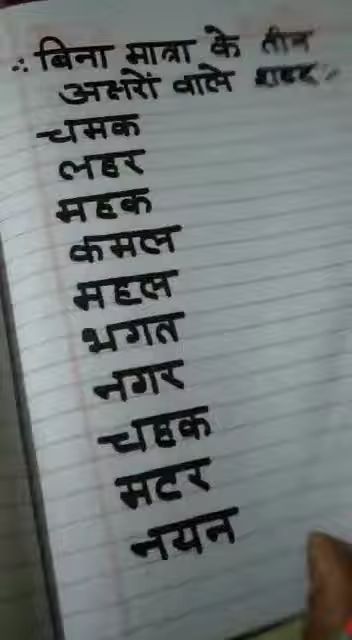 ∴ बिना मात्रा के तीन
अक्षरों वाले शब्द ∴
चमक
लहर
महक
कमल
महल
भगत
नगर
चहक
मटर
नयन